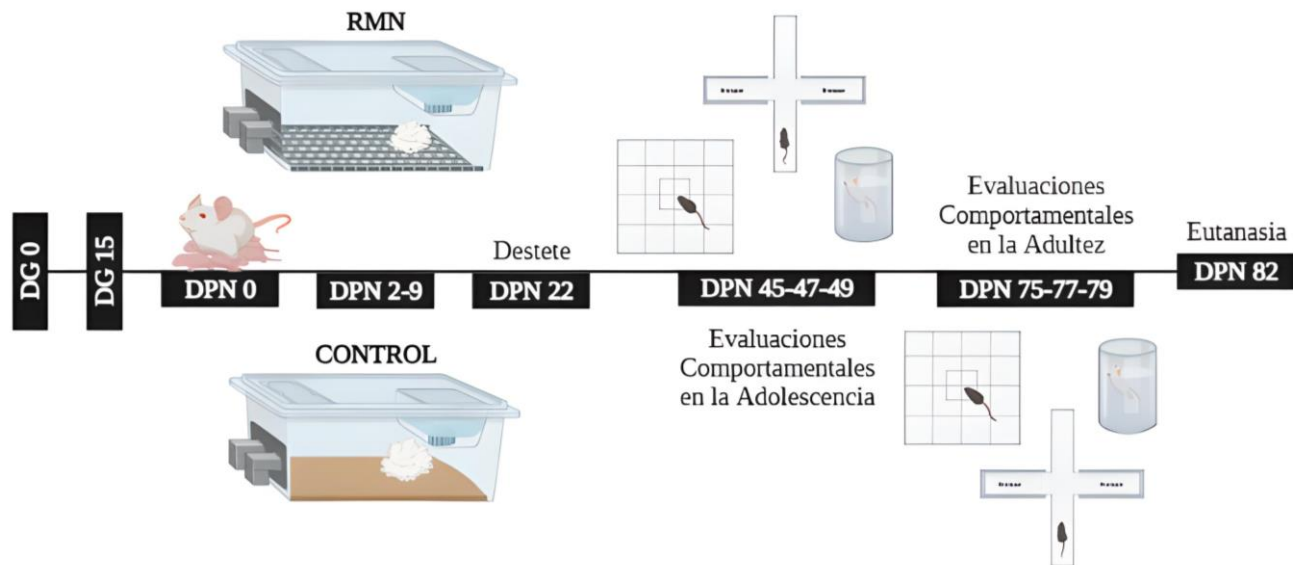 RMN
DG 0
DG 15
DPN 0
DPN 2-9
Destete
DPN 22
DPN 45-47-49
Evaluaciones
Comportamentales
en la Adolescencia
Evaluaciones
Comportamentales
en la Adultez
DPN 75-77-79
Eutanasia
DPN 82
CONTROL